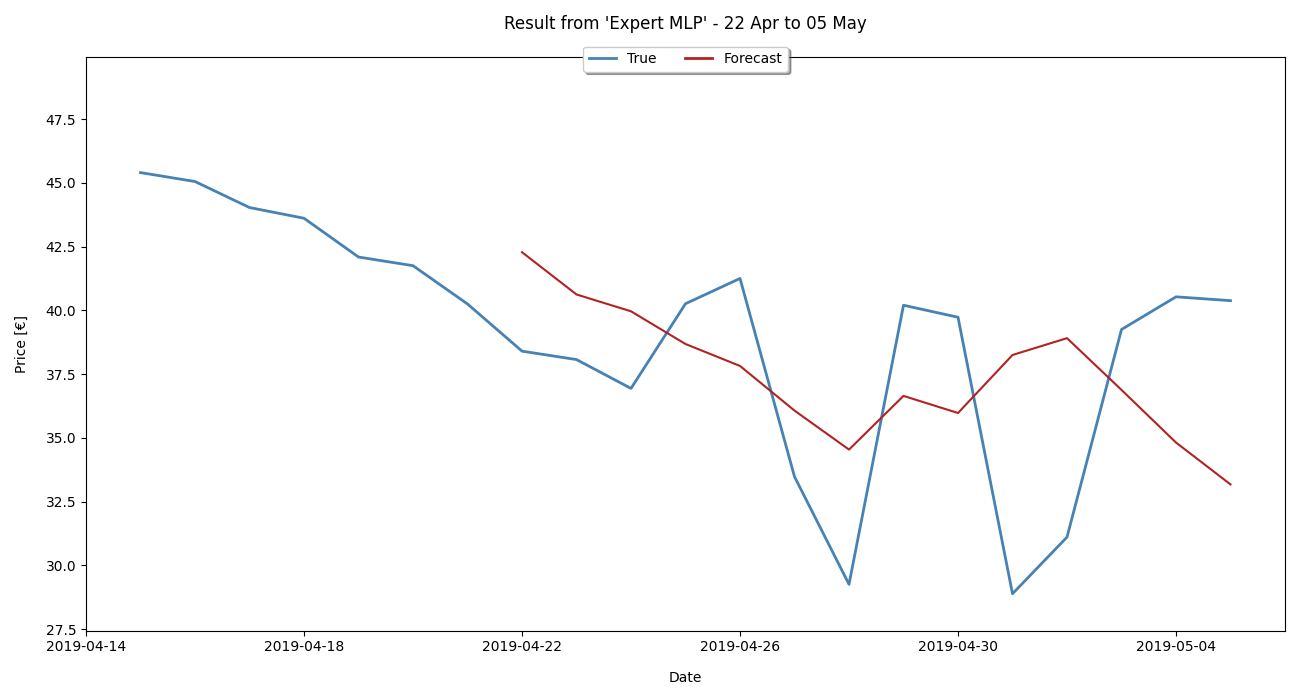 Result from 'Expert MLP' - 22 Apr to 05 May
True Forecast
47.5
45.0
42.5
40.0
37.5
35.0
32.5
30.0
27.5
Price [€]
2019-04-14 2019-04-18 2019-04-22 2019-04-26 2019-04-30 2019-05-04
Date